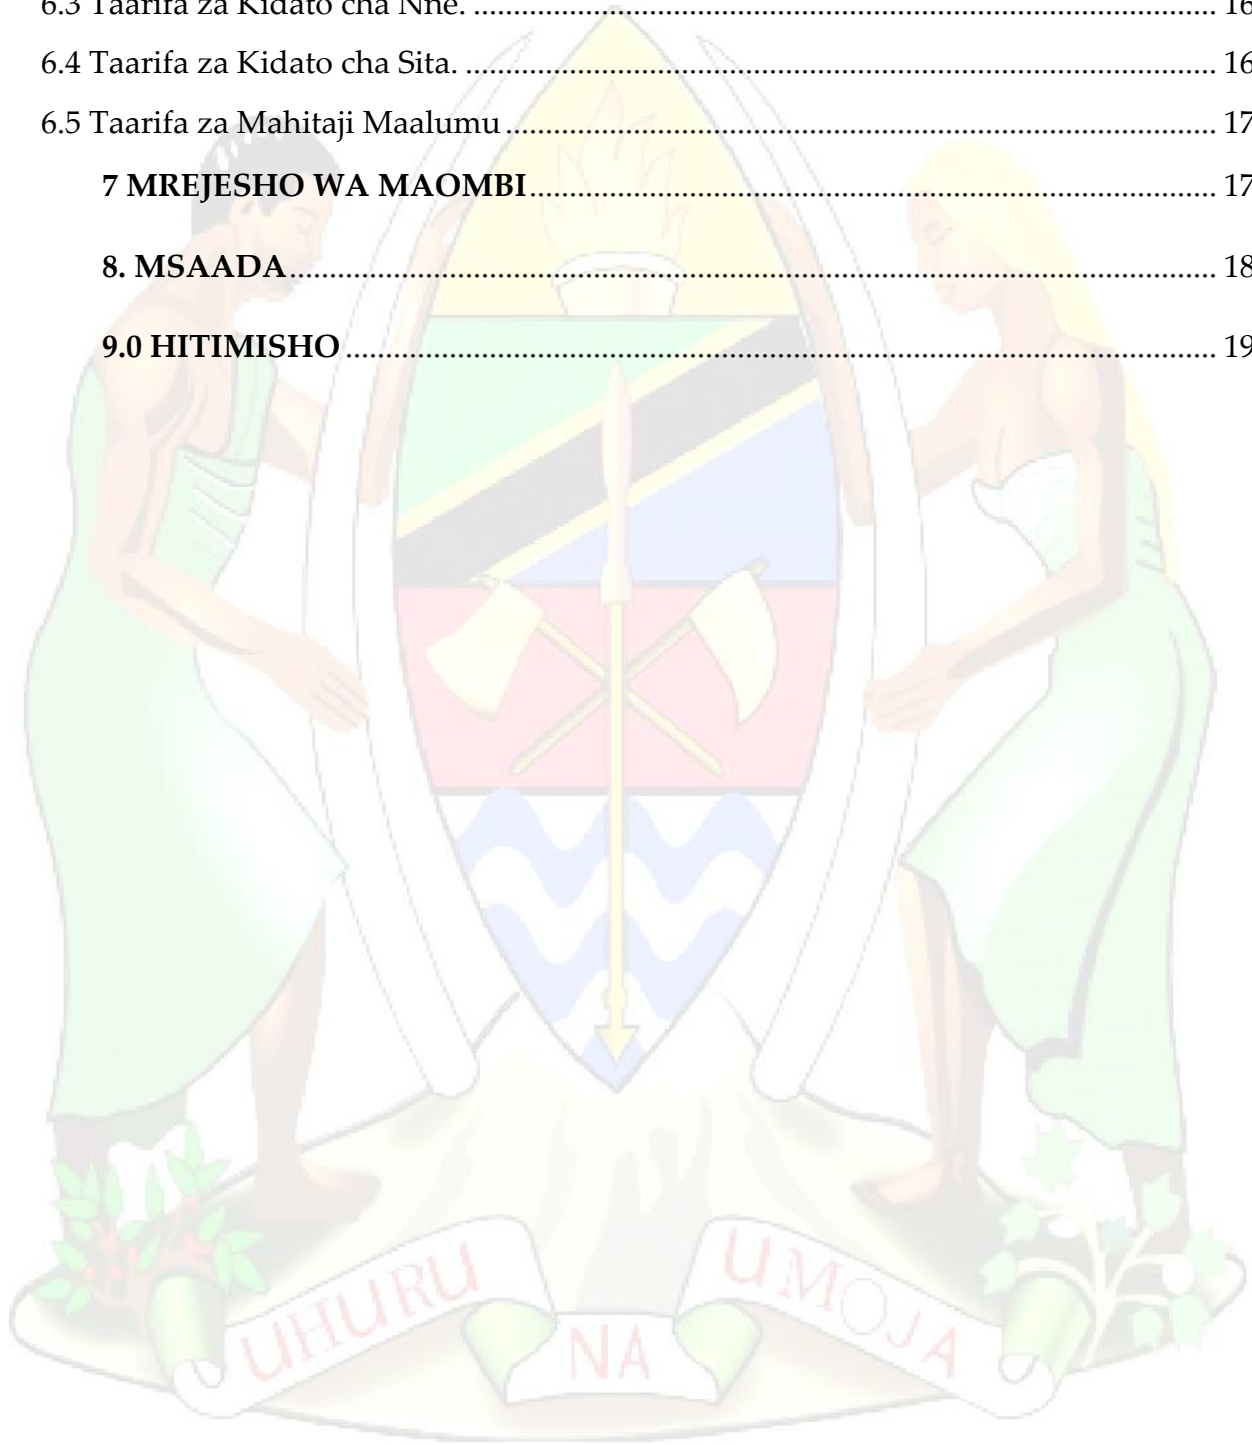 6.3 Taarifa za Kidato cha Nne. ........................................................................ 16
6.4 Taarifa za Kidato cha Sita. ........................................................................ 16
6.5 Taarifa za Mahitaji Maalumu ........................................................................ 17
7 MREJESHO WA MAOMBI ........................................................................ 17
8. MSAADA ........................................................................ 18
9.0 HITIMISHO ........................................................................ 19
UHURU NA UMOJA